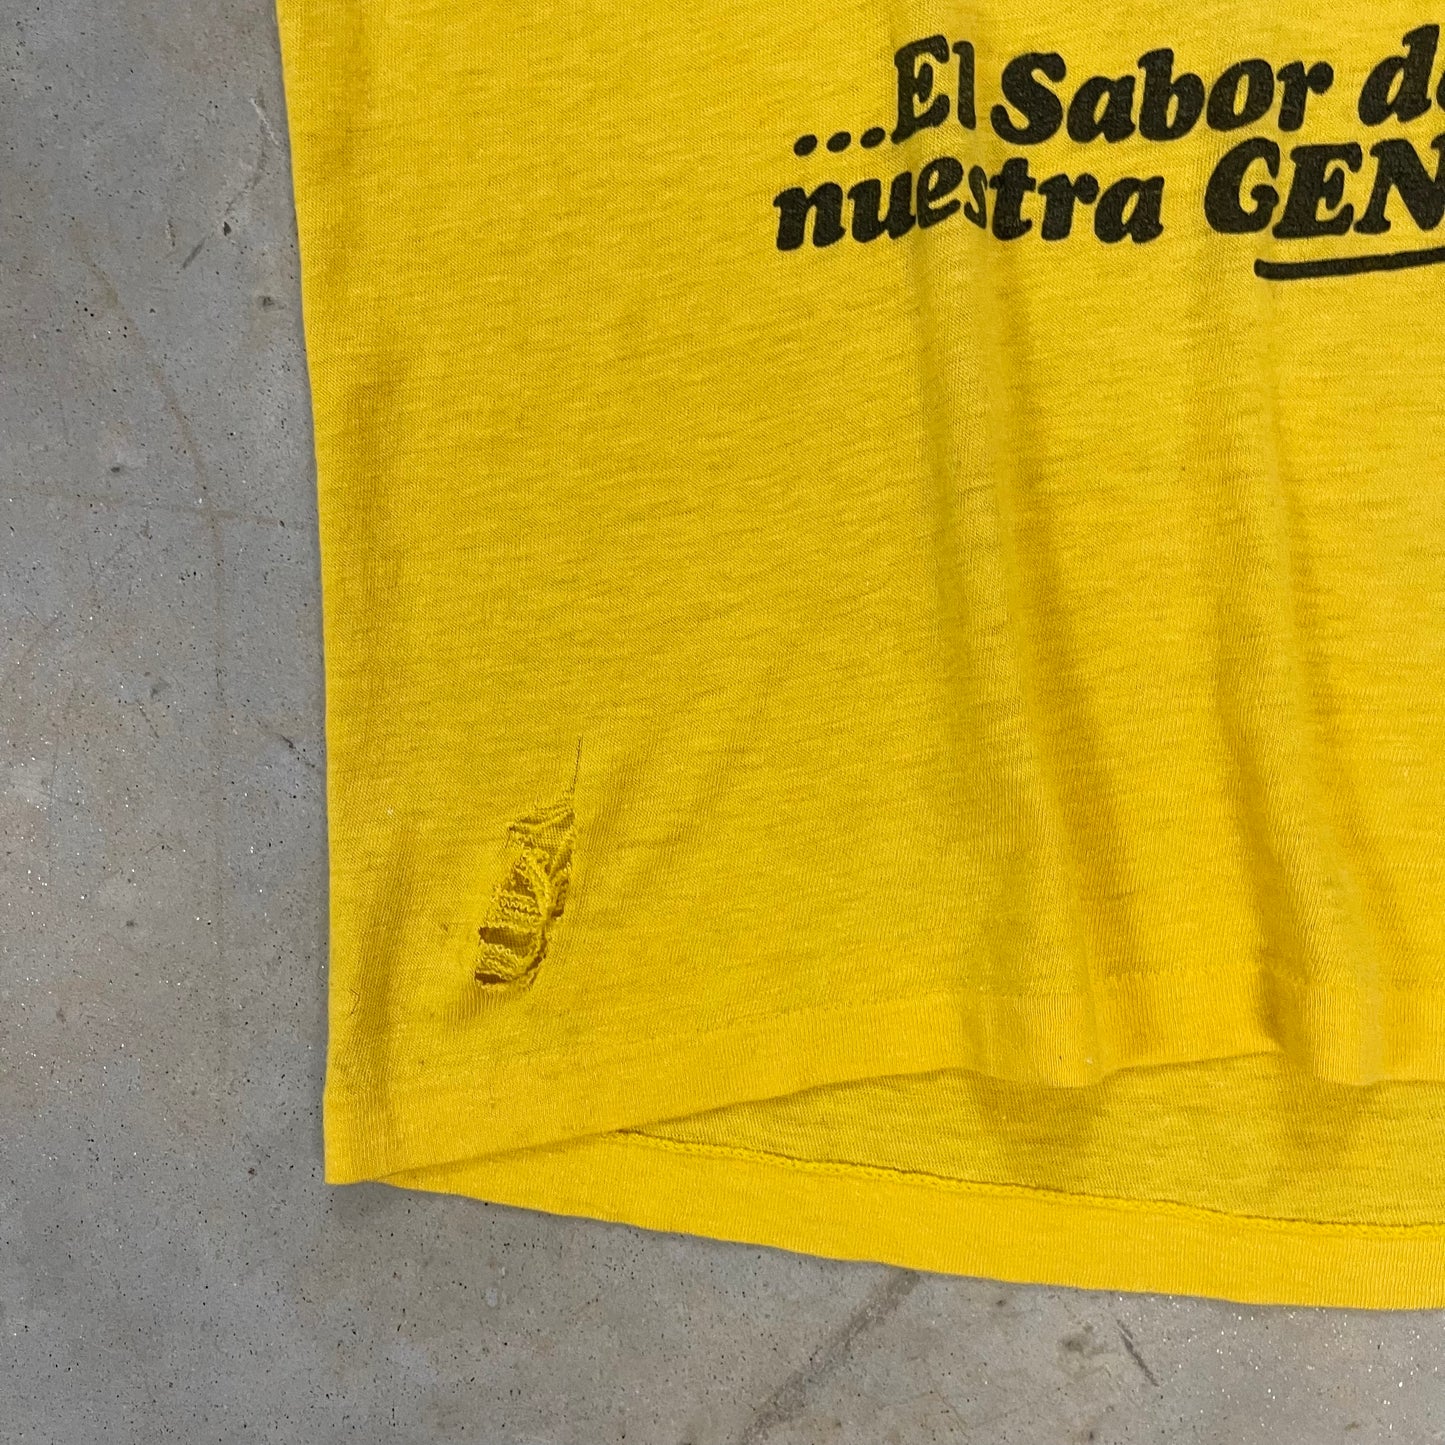 ...El Sabor de
nuestra GEN